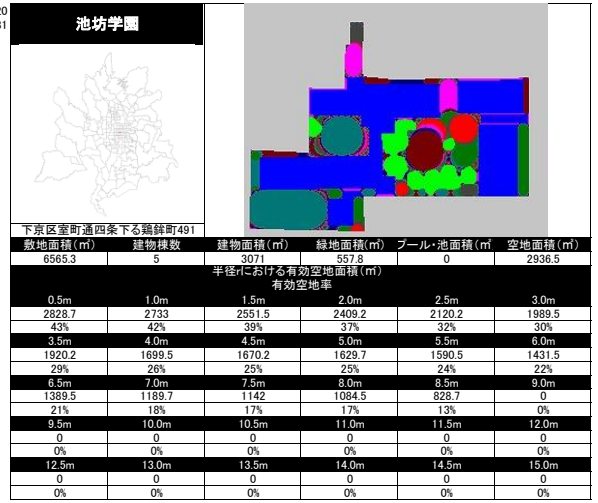 20
31
池坊学園
下京区室町通四条下る鶏鉾町491
敷地面積(㎡) 建物棟数 建物面積(㎡) 緑地面積(㎡) プール・池面積(㎡ 空地面積(㎡)
6565.3 5 3071 557.8 0 2936.5
半径rにおける有効空地面積(㎡)
有効空地率
0.5m 1.0m 1.5m 2.0m 2.5m 3.0m
2828.7 2733 2551.5 2409.2 2120.2 1989.5
43% 42% 39% 37% 32% 30%
3.5m 4.0m 4.5m 5.0m 5.5m 6.0m
1920.2 1699.5 1670.2 1629.7 1590.5 1431.5
29% 26% 25% 25% 24% 22%
6.5m 7.0m 7.5m 8.0m 8.5m 9.0m
1389.5 1189.7 1142 1084.5 828.7 0
21% 18% 17% 17% 13% 0%
9.5m 10.0m 10.5m 11.0m 11.5m 12.0m
0 0 0 0 0 0
0% 0% 0% 0% 0% 0%
12.5m 13.0m 13.5m 14.0m 14.5m 15.0m
0 0 0 0 0 0
0% 0% 0% 0% 0% 0%